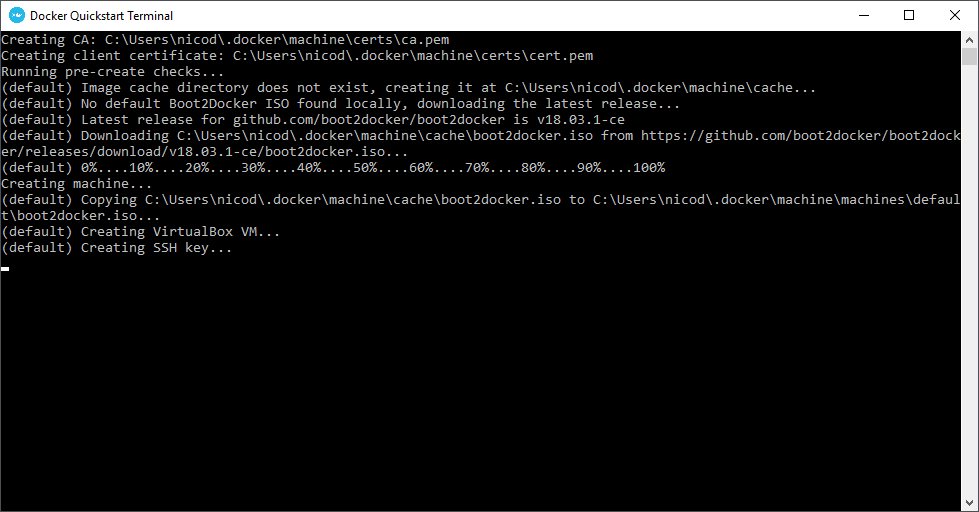 Docker Quickstart Terminal
Creating CA: C:\Users\nicod\.docker\machine\certs\ca.pem
Creating client certificate: C:\Users\nicod\.docker\machine\certs\cert.pem
Running pre-create checks...
(default) Image cache directory does not exist, creating it at C:\Users\nicod\.docker\machine\cache...
(default) No default Boot2Docker ISO found locally, downloading the latest release...
(default) Latest release for github.com/boot2docker/boot2docker is v18.03.1-ce
(default) Downloading C:\Users\nicod\.docker\machine\cache\boot2docker.iso from https://github.com/boot2docker/boot2dock
er/releases/download/v18.03.1-ce/boot2docker.iso...
(default) 0%....10%....20%....30%....40%....50%....60%....70%....80%....90%....100%
Creating machine...
(default) Copying C:\Users\nicod\.docker\machine\cache\boot2docker.iso to C:\Users\nicod\.docker\machine\machines\defaul
t\boot2docker.iso...
(default) Creating VirtualBox VM...
(default) Creating SSH key...